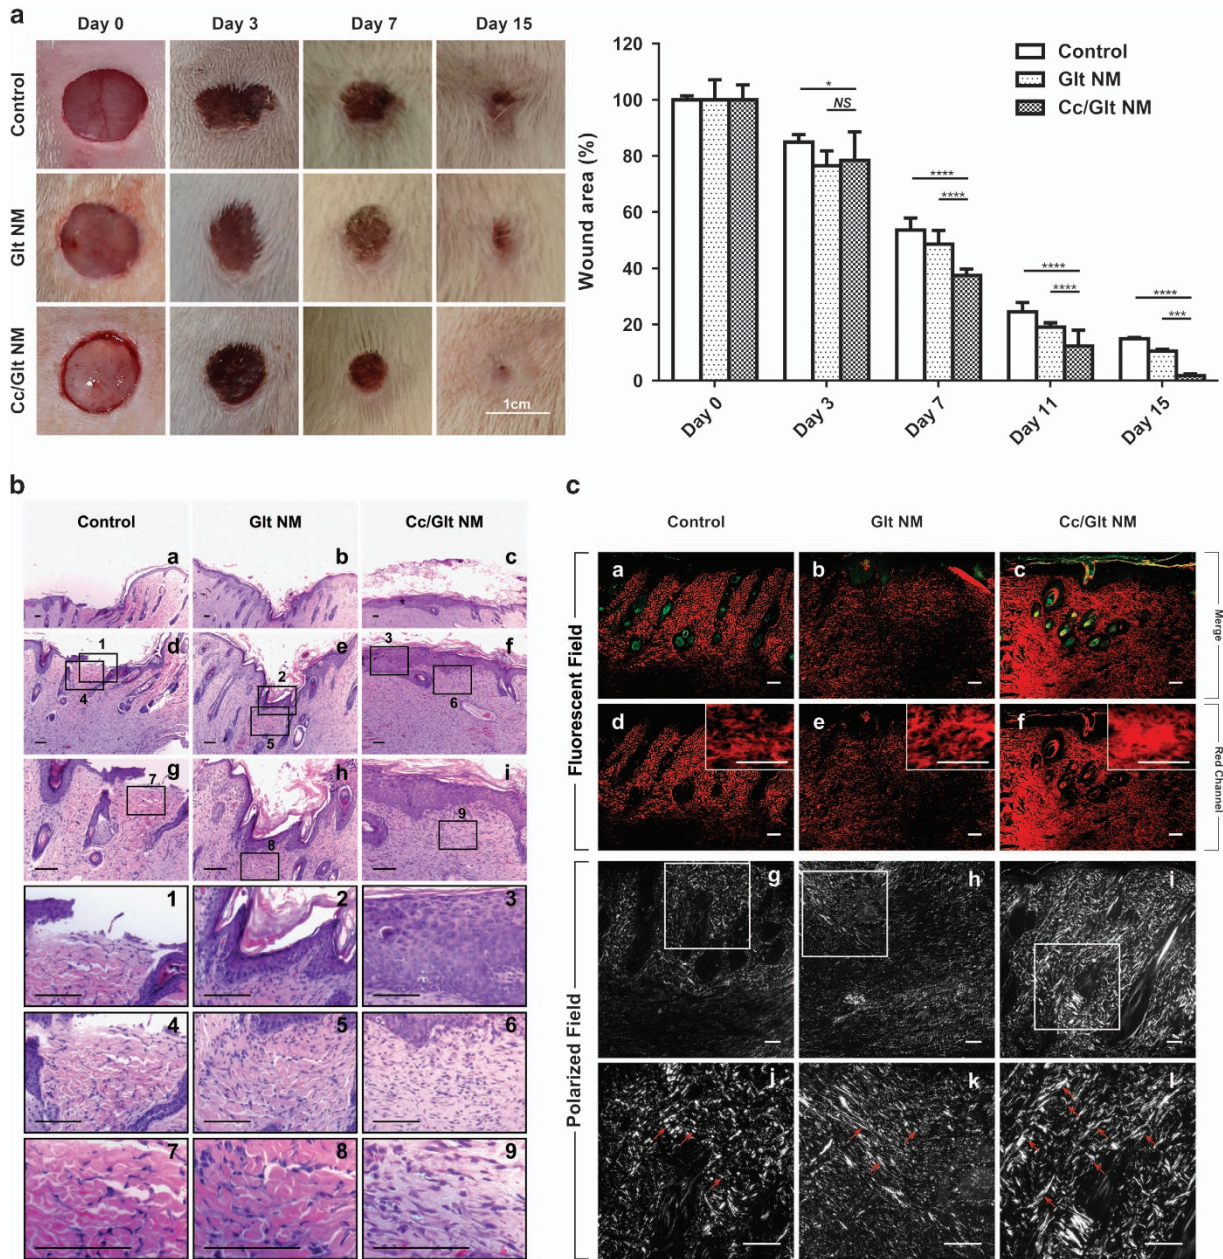 a
Day 0 Day 3 Day 7 Day 15
Control
Glt NM
Cc/Glt NM
1cm
Wound area (%)
120
100
80
60
40
20
0
Control
Glt NM
Cc/Glt NM
*
NS
****
****
****
****
****
***
Day 0 Day 3 Day 7 Day 11 Day 15
b
Control Glt NM Cc/Glt NM
a b c
d e f
1
4
2
5
3
6
g h i
7
8
9
1 2 3
4 5 6
7 8 9
c
Control Glt NM Cc/Glt NM
Fluorescent Field
Polarized Field
Merge
Red Channel
a b c
d e f
g h i
j k l